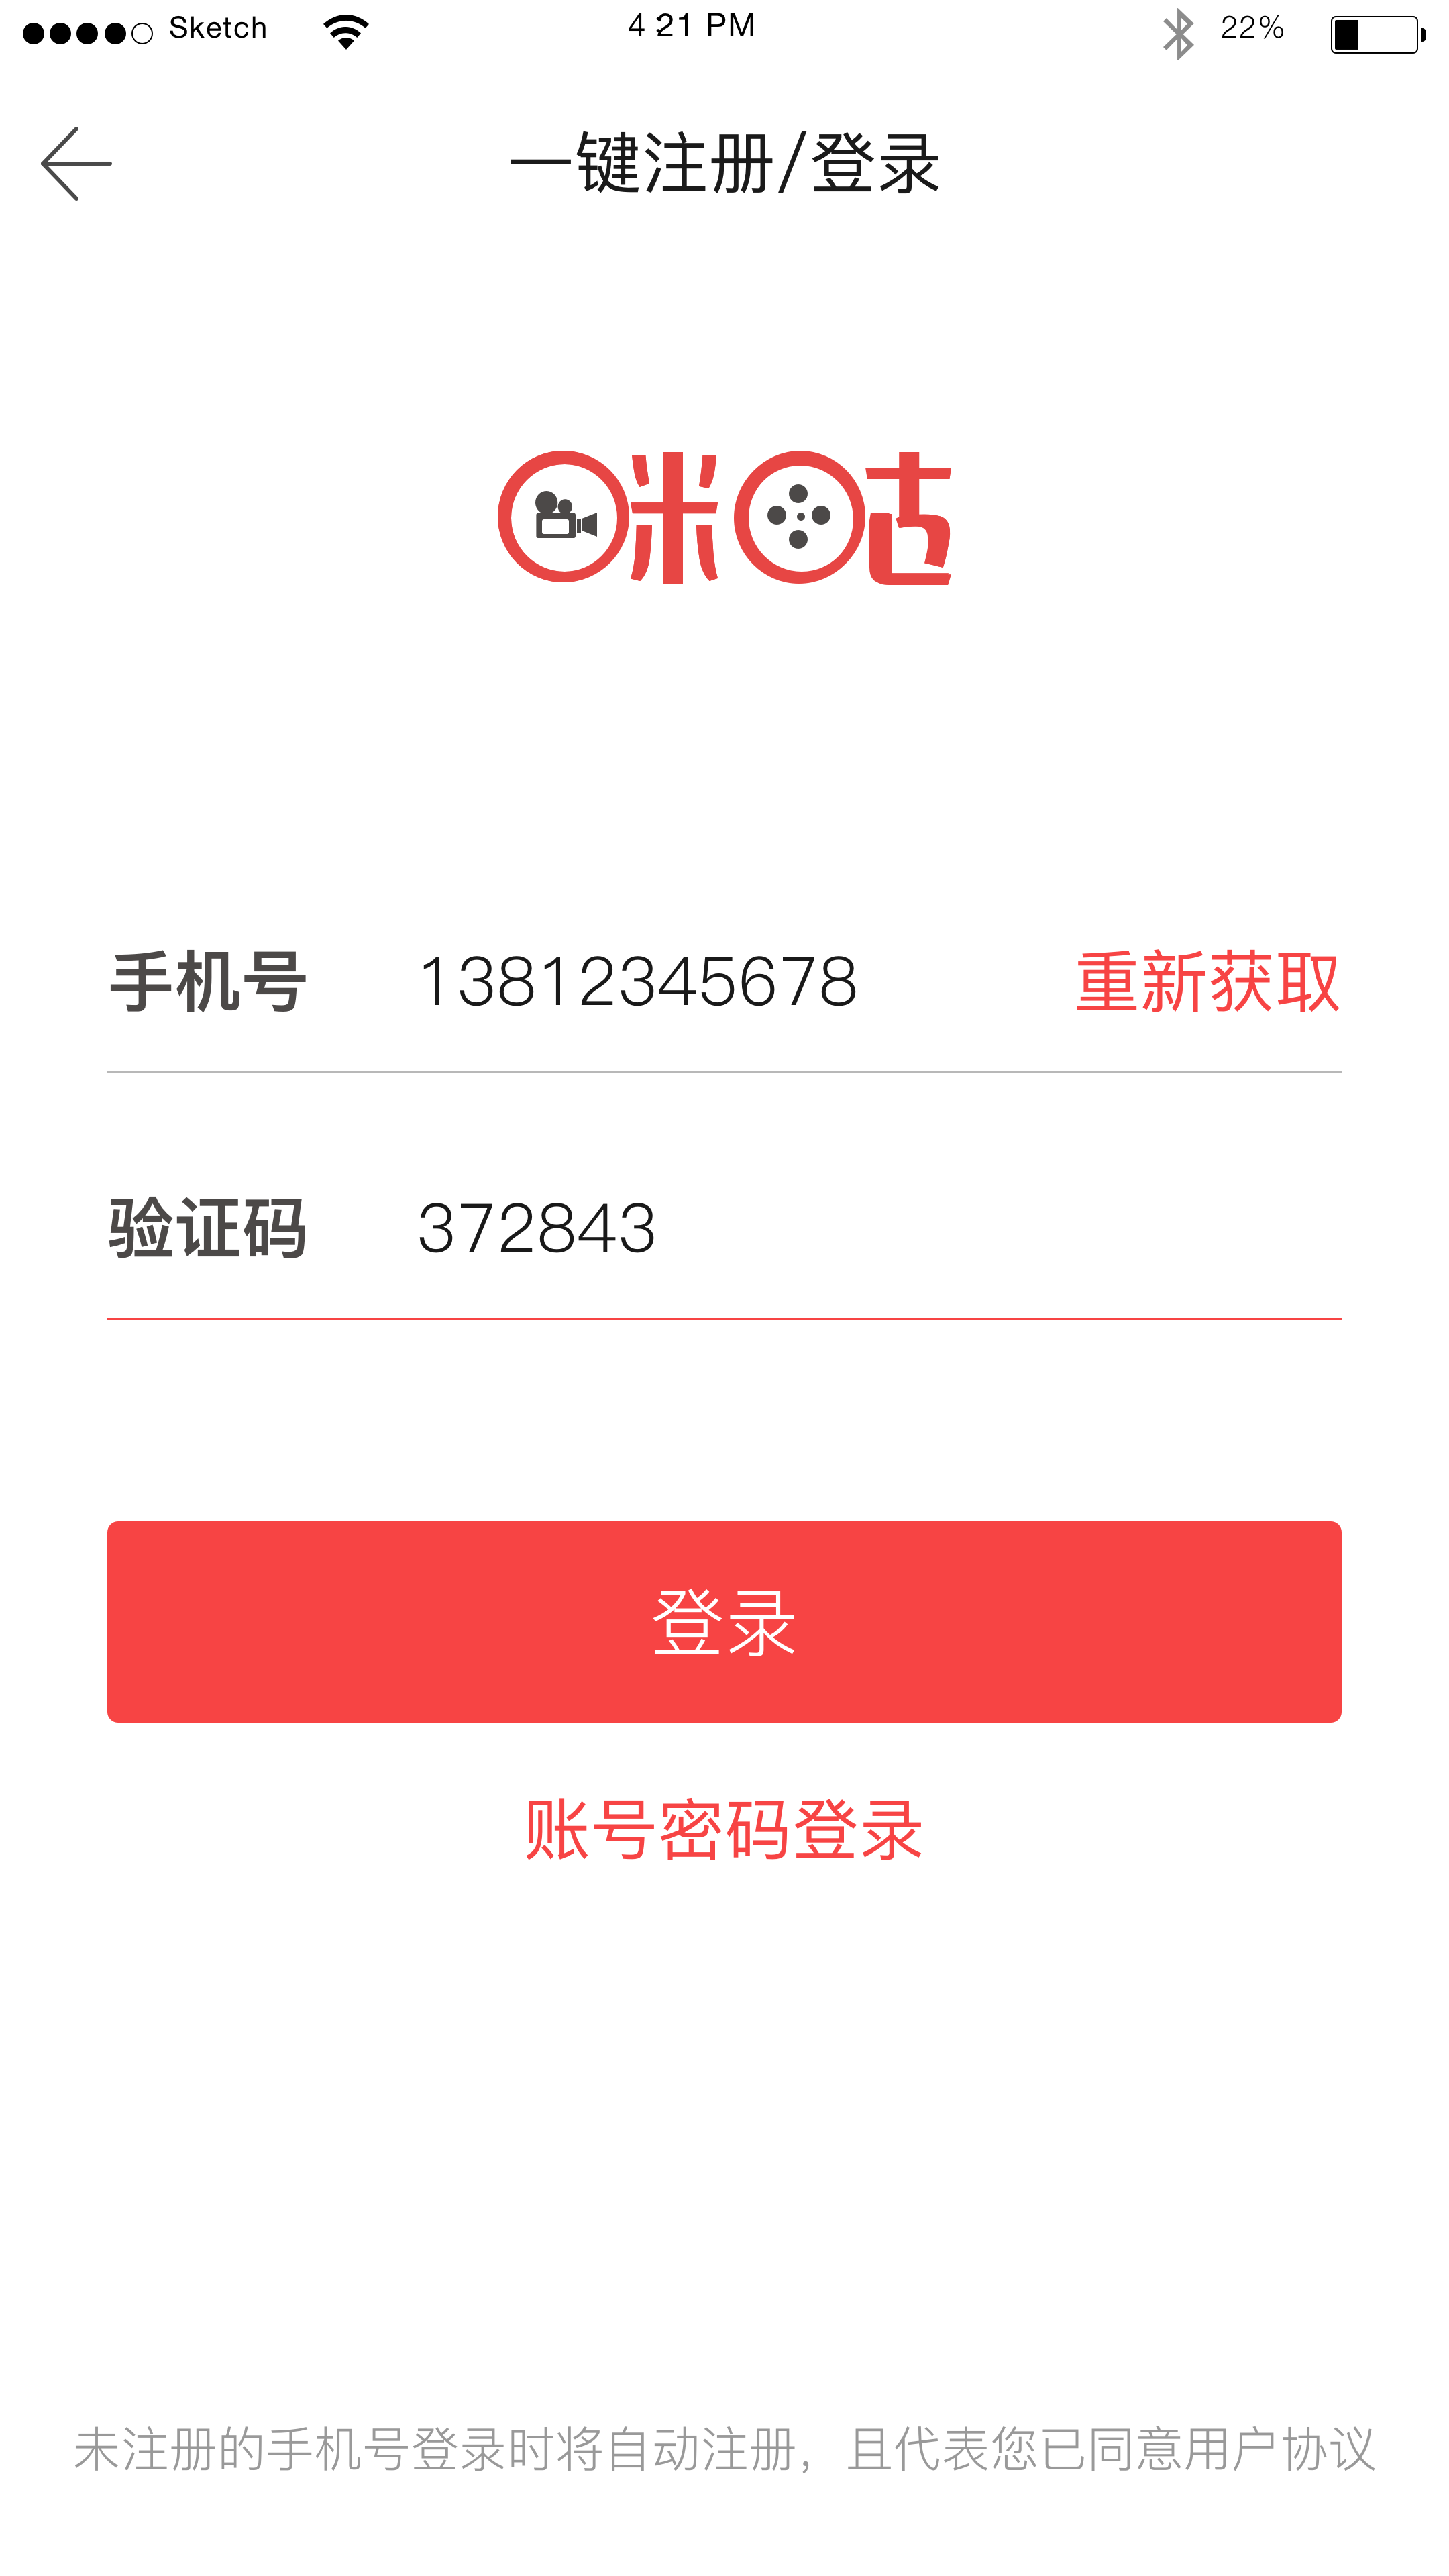 Sketch 4:21 PM 22%
一键注册/登录
咪咕
手机号 13812345678 重新获取
验证码 372843
登录
账号密码登录
未注册的手机号登录时将自动注册，且代表您已同意用户协议